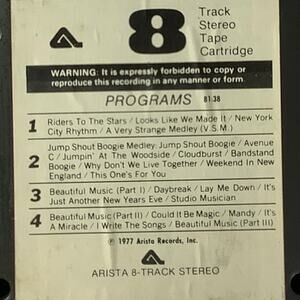 8 Track
Stereo
Tape
Cartridge
WARNING: It is expressly forbidden to copy or
reproduce this recording in any manner or form.
PROGRAMS 81:38
1 Riders To The Stars / Looks Like We Made It / New York
City Rhythm / A Very Strange Medley (V.S.M.)
2 Jump Shout Boogie Medley: Jump Shout Boogie / Avenue
C / Jumpin' At The Woodside / Cloudburst / Bandstand
Boogie / Why Don't We Live Together / Weekend In New
England / This One's For You
3 Beautiful Music (Part I) / Daybreak / Lay Me Down / It's
Just Another New Years Eve / Studio Musician
4 Beautiful Music (Part II) / Could It Be Magic / Mandy / It's
A Miracle / I Write The Songs / Beautiful Music (Part III)
© 1977 Arista Records, Inc.
ARISTA 8-TRACK STEREO